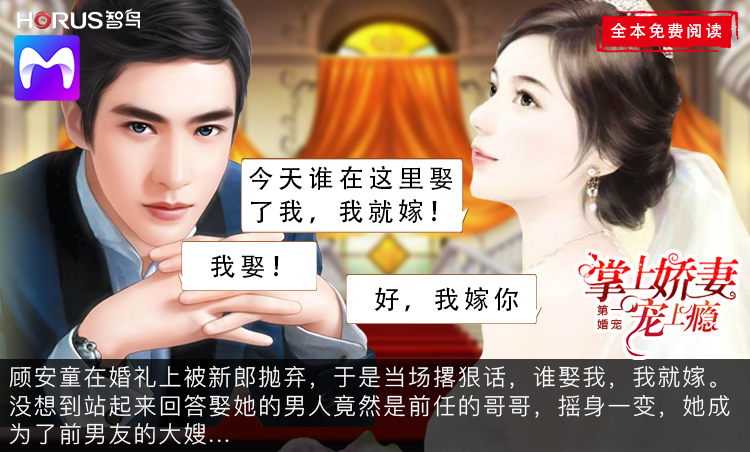 HORUS智鸟
全本免费阅读
今天谁在这里娶
了我，我就嫁！
我娶！
好，我嫁你
掌上娇妻
第一
婚宠
宠上瘾
顾安童在婚礼上被新郎抛弃，于是当场撂狠话，谁娶我，我就嫁。
没想到站起来回答娶她的男人竟然是前任的哥哥，摇身一变，她成
为了前男友的大嫂...